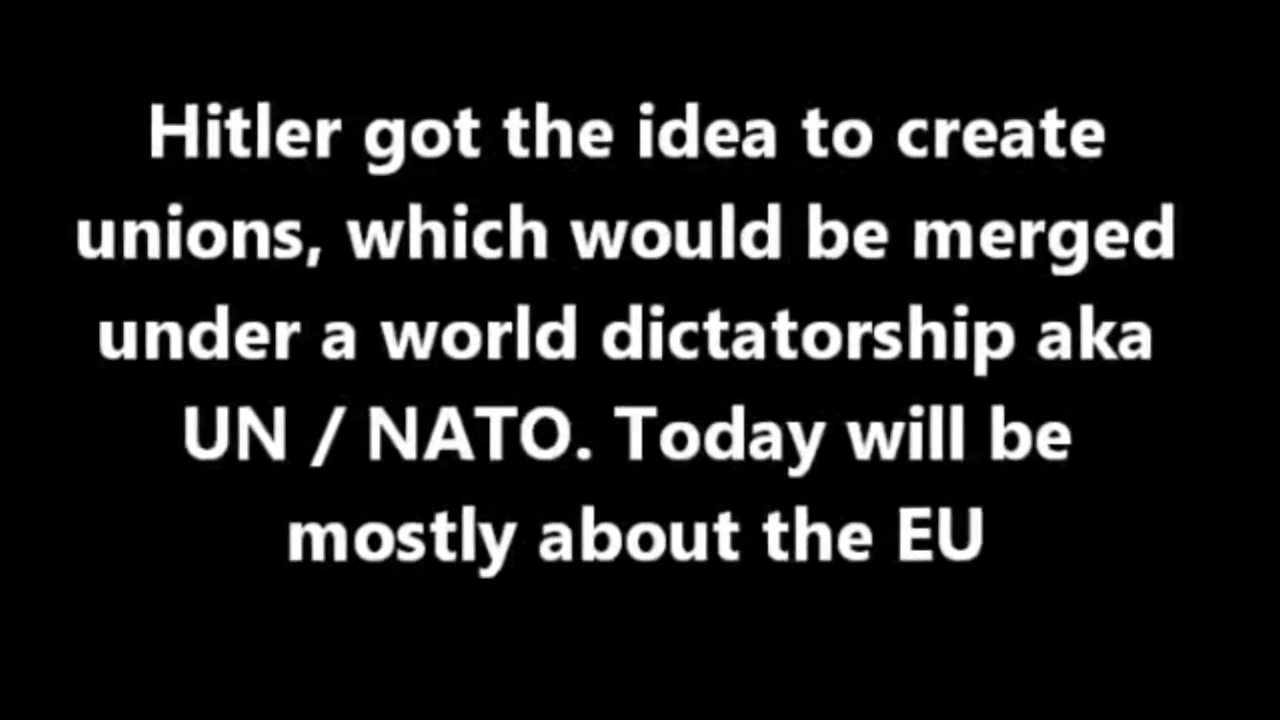 Hitler got the idea to create
unions, which would be merged
under a world dictatorship aka
UN / NATO. Today will be
mostly about the EU